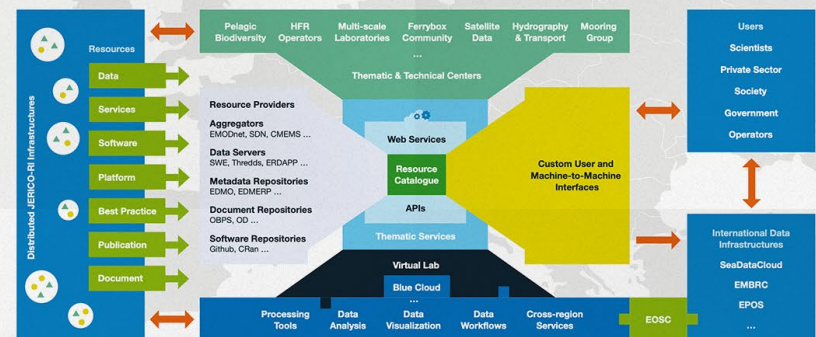 Distributed JERICO-RI Infrastructures
Resources
Data
Services
Software
Platform
Best Practice
Publication
Document
Pelagic
Biodiversity
HFR
Operators
Multi-scale
Laboratories
Ferrybox
Community
Satellite
Data
Hydrography
& Transport
Mooring
Group
...
Thematic & Technical Centers
Resource Providers
Aggregators
EMODnet, SDN, CMEMS ...
Data Servers
SWE, Thredds, ERDAPP ...
Metadata Repositories
EDMO, EDMERP ...
Document Repositories
OBPS, OD ...
Software Repositories
Github, CRan ...
Web Services
Resource
Catalogue
APIs
Thematic Services
Custom User and
Machine-to-Machine
Interfaces
Virtual Lab
Blue Cloud
...
Processing
Tools
Data
Analysis
Data
Visualization
Data
Workflows
Cross-region
Services
EOSC
Users
Scientists
Private Sector
Society
Government
Operators
International Data
Infrastructures
SeaDataCloud
EMBRC
EPOS
...